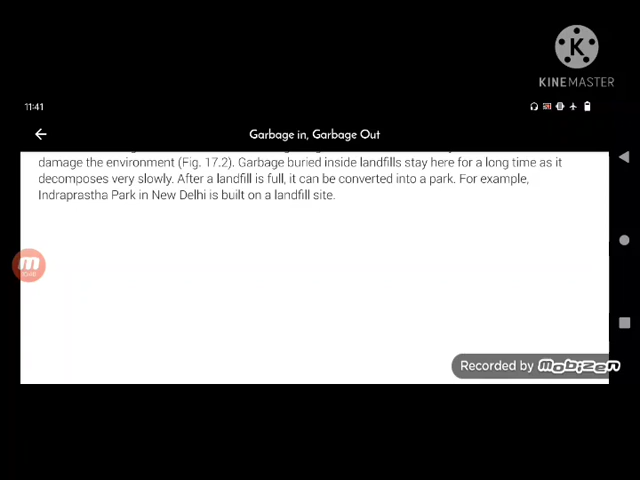 K
KINEMASTER
11:41
Garbage in, Garbage Out
damage the environment (Fig. 17.2). Garbage buried inside landfills stay here for a long time as it
decomposes very slowly. After a landfill is full, it can be converted into a park. For example,
Indraprastha Park in New Delhi is built on a landfill site.
m
Recorded by mobizen